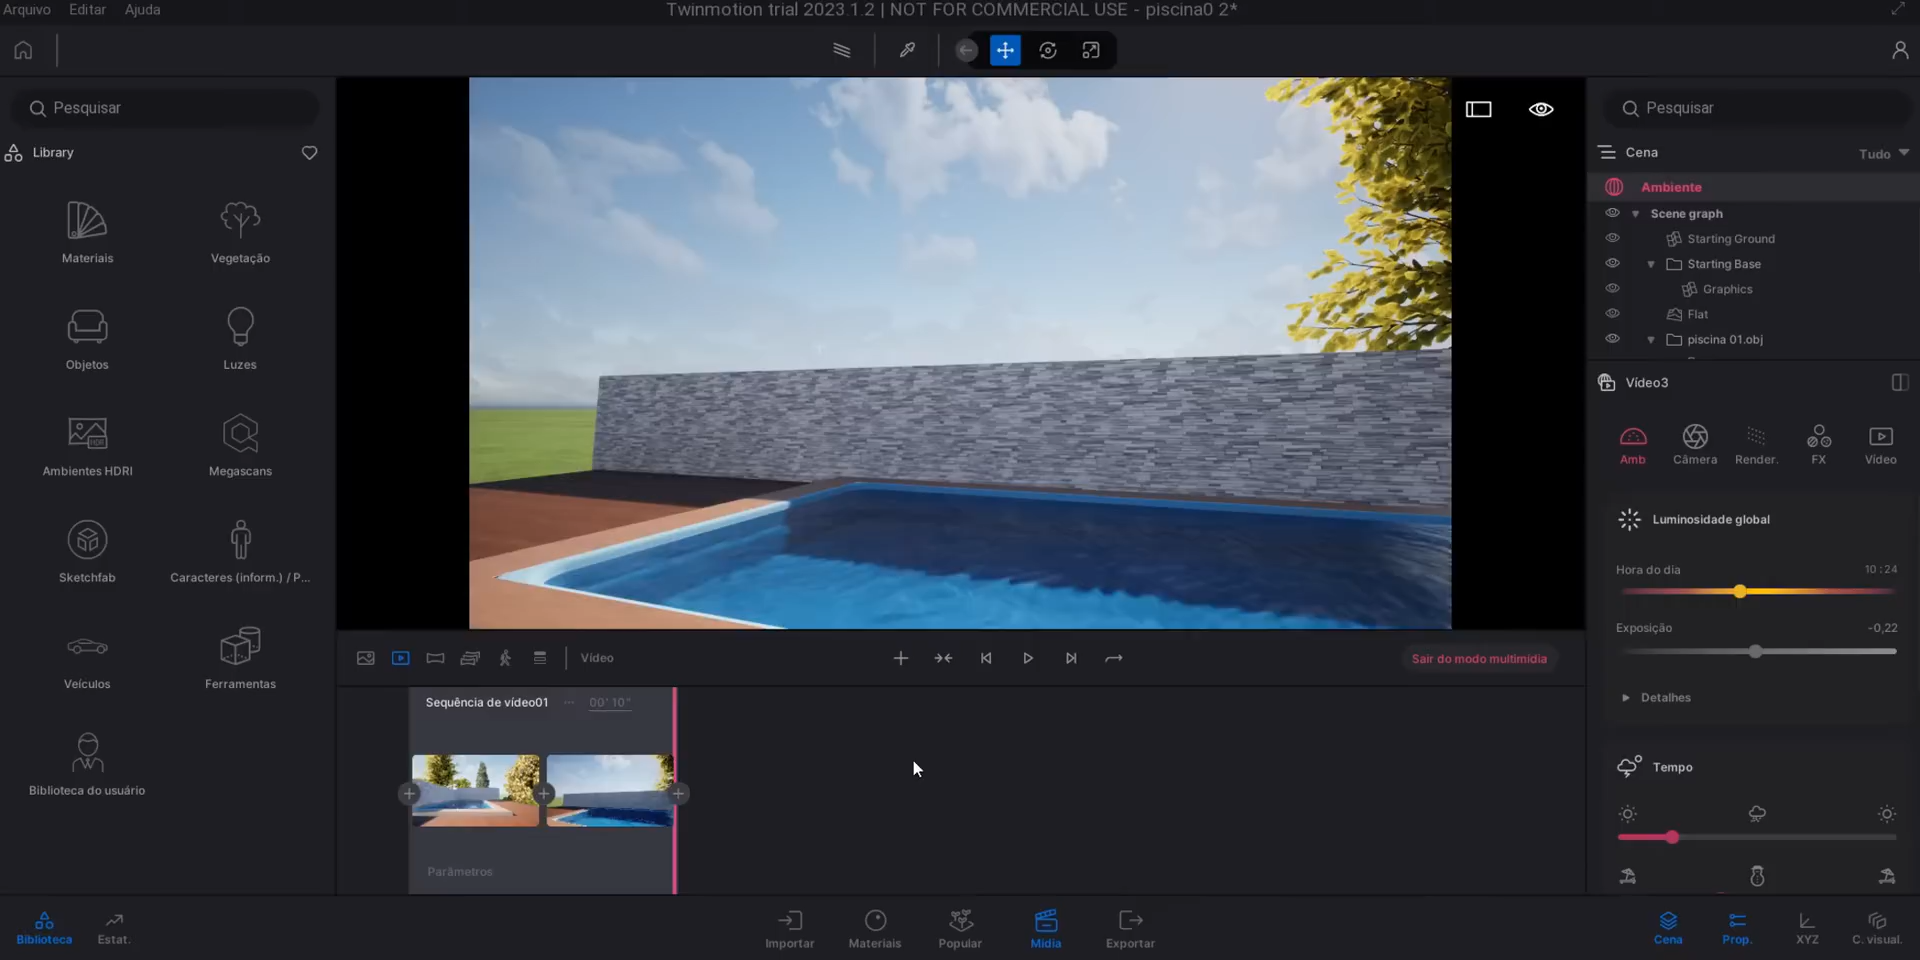 Arquivo Editar Ajuda
Twinmotion trial 2023.1.2 | NOT FOR COMMERCIAL USE - piscina0 2*
Pesquisar
Library
Materiais
Vegetação
Objetos
Luzes
HDR
Ambientes HDRI
Megascans
Sketchfab
Caracteres (inform.) / P...
Veículos
Ferramentas
Biblioteca do usuário
Vídeo
Sair do modo multimídia
Sequência de vídeo01 ... 00' 10"
Parâmetros
Pesquisar
Cena Tudo
Ambiente
Scene graph
Starting Ground
Starting Base
Graphics
Flat
piscina 01.obj
Vídeo3
Amb Câmera Render. FX Vídeo
Luminosidade global
Hora do dia 10:24
Exposição -0,22
Detalhes
Tempo
Biblioteca Estat. Importar Materiais Popular Mídia Exportar Cena Prop. XYZ C. visual.